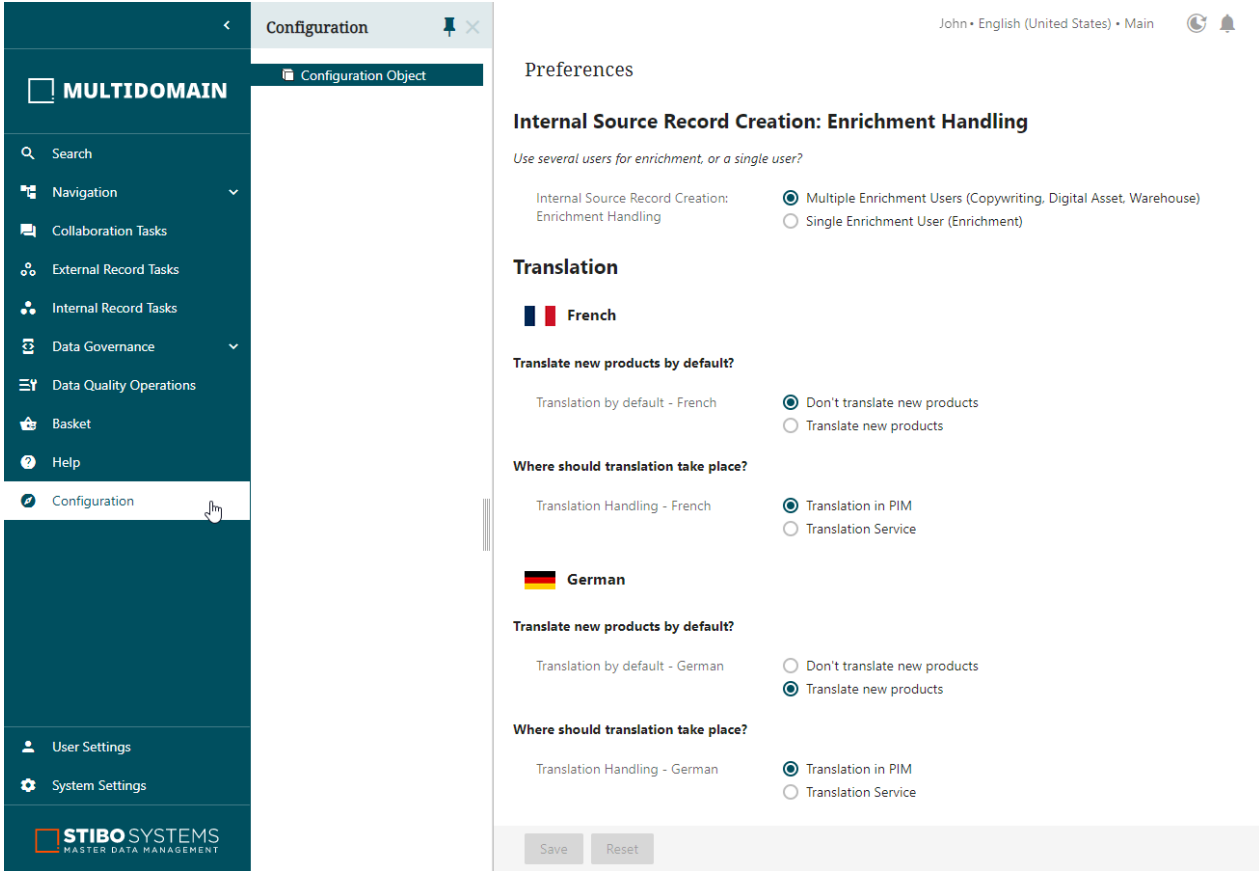 MULTIDOMAIN
Search
Navigation
Collaboration Tasks
External Record Tasks
Internal Record Tasks
Data Governance
Data Quality Operations
Basket
Help
Configuration
User Settings
System Settings
STIBO SYSTEMS
MASTER DATA MANAGEMENT
Configuration
Configuration Object
John • English (United States) • Main
Preferences
Internal Source Record Creation: Enrichment Handling
Use several users for enrichment, or a single user?
Internal Source Record Creation:
Enrichment Handling
Multiple Enrichment Users (Copywriting, Digital Asset, Warehouse)
Single Enrichment User (Enrichment)
Translation
French
Translate new products by default?
Translation by default - French
Don't translate new products
Translate new products
Where should translation take place?
Translation Handling - French
Translation in PIM
Translation Service
German
Translate new products by default?
Translation by default - German
Don't translate new products
Translate new products
Where should translation take place?
Translation Handling - German
Translation in PIM
Translation Service
Save
Reset